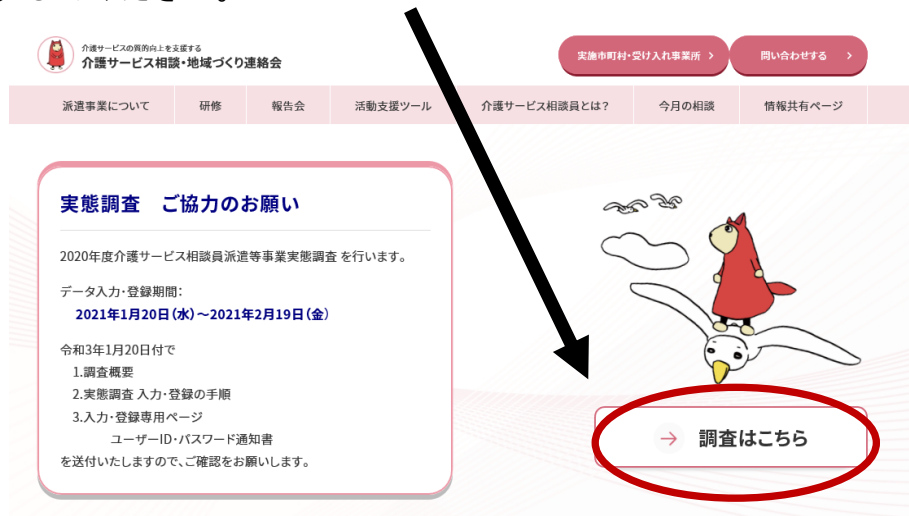 介護サービスの質的向上を支援する
介護サービス相談・地域づくり連絡会
実施市町村・受け入れ事業所 >
問い合わせする >
派遣事業について 研修 報告会 活動支援ツール 介護サービス相談員とは？ 今月の相談 情報共有ページ
実態調査　ご協力のお願い
2020年度介護サービス相談員派遣等事業実態調査 を行います。
データ入力・登録期間：
2021年1月20日（水）～2021年2月19日（金）
令和3年1月20日付で
1.調査概要
2.実態調査 入力・登録の手順
3.入力・登録専用ページ
ユーザーID・パスワード通知書
を送付いたしますので、ご確認をお願いします。
→ 調査はこちら